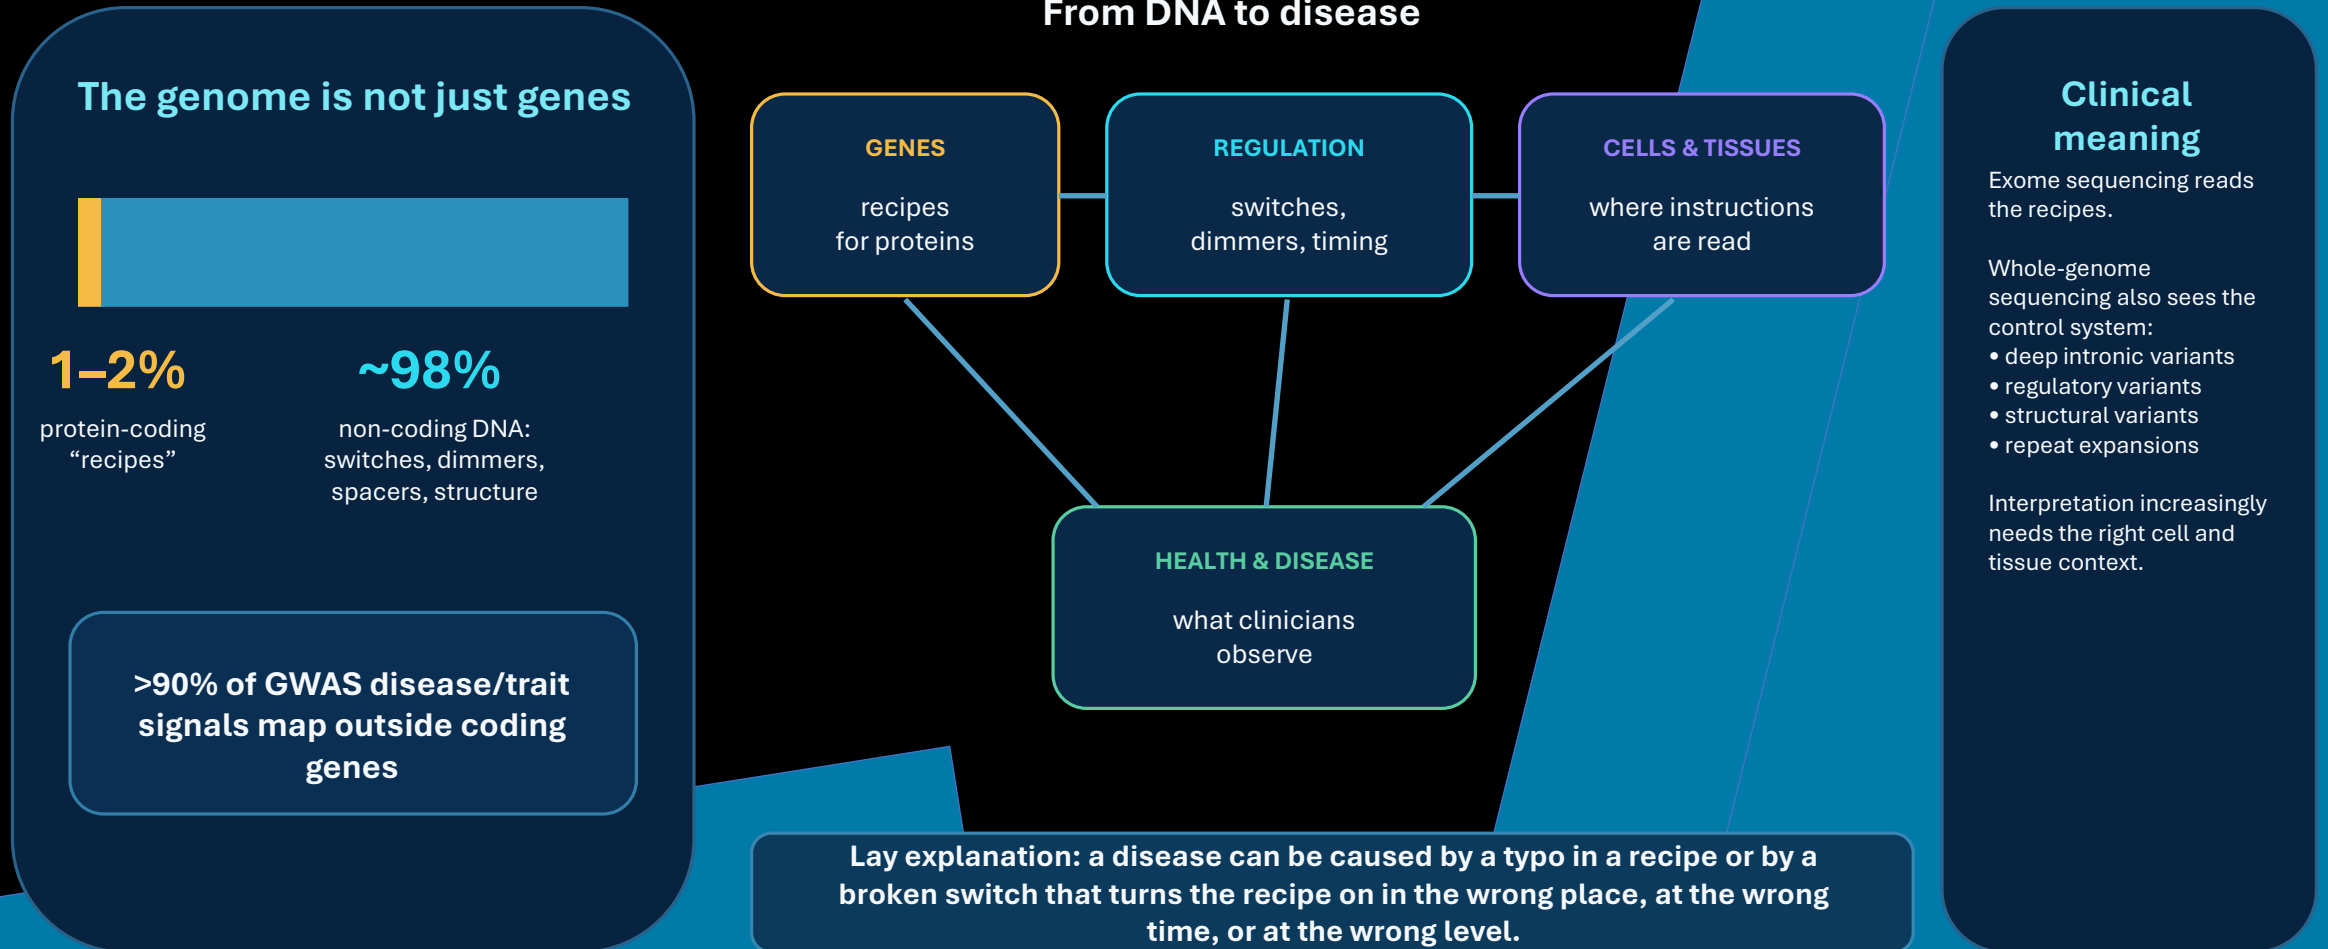 From DNA to disease
The genome is not just genes
1–2%
protein-coding
“recipes”
~98%
non-coding DNA:
switches, dimmers,
spacers, structure
>90% of GWAS disease/trait
signals map outside coding
genes
GENES
recipes
for proteins
REGULATION
switches,
dimmers, timing
CELLS & TISSUES
where instructions
are read
HEALTH & DISEASE
what clinicians
observe
Lay explanation: a disease can be caused by a typo in a recipe or by a
broken switch that turns the recipe on in the wrong place, at the wrong
time, or at the wrong level.
Clinical
meaning
Exome sequencing reads
the recipes.
Whole-genome
sequencing also sees the
control system:
• deep intronic variants
• regulatory variants
• structural variants
• repeat expansions
Interpretation increasingly
needs the right cell and
tissue context.